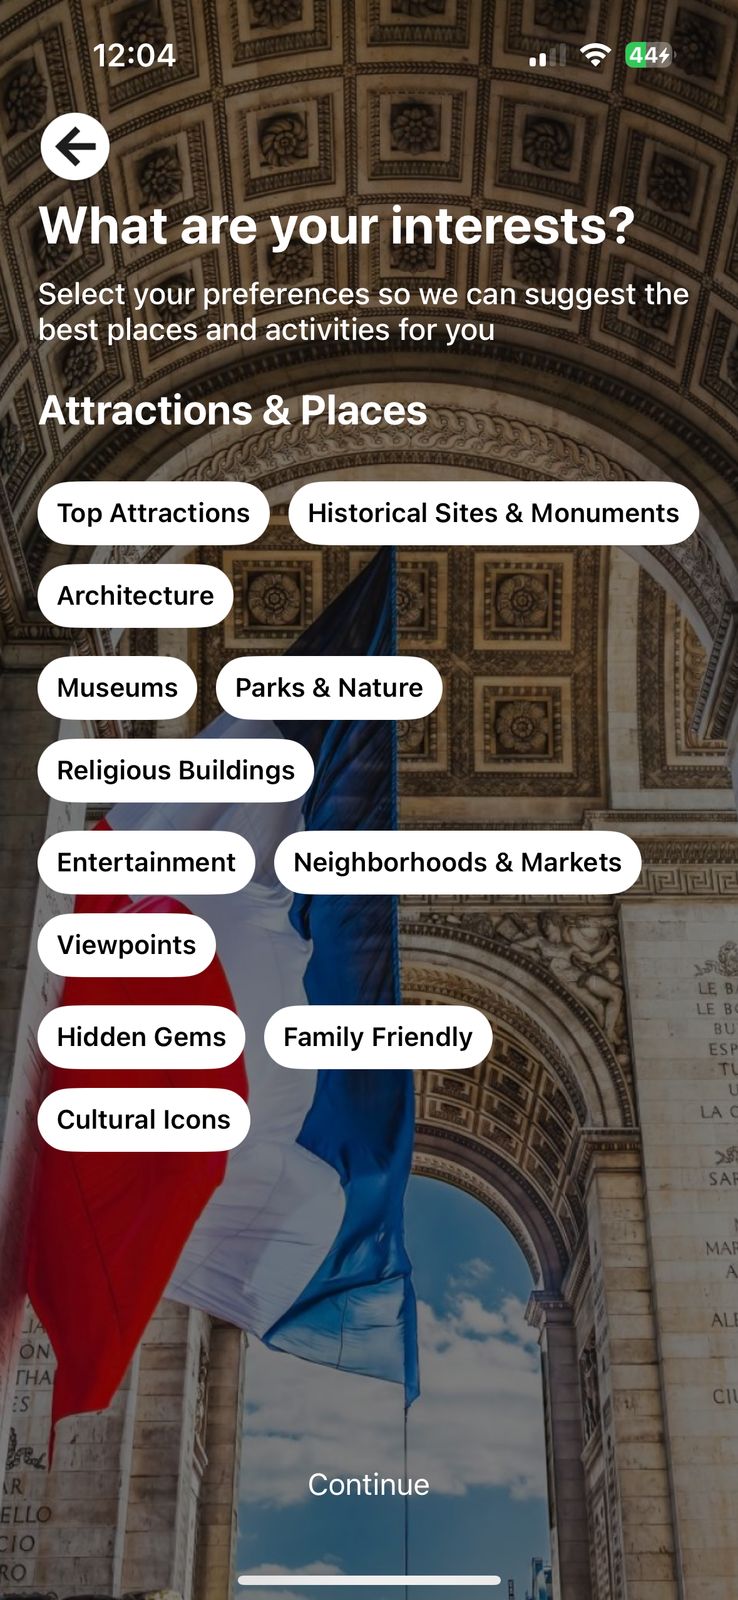 12:04
44
What are your interests?
Select your preferences so we can suggest the
best places and activities for you
Attractions & Places
Top Attractions
Historical Sites & Monuments
Architecture
Museums
Parks & Nature
Religious Buildings
Entertainment
Neighborhoods & Markets
Viewpoints
Hidden Gems
Family Friendly
Cultural Icons
Continue